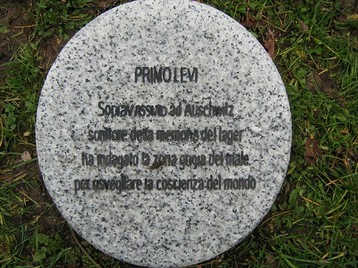 PRIMO LEVI
Sopravvissuto ad Auschwitz
scrittore della memoria del lager
ha indagato la zona grigia del male
per risvegliare la coscienza del mondo